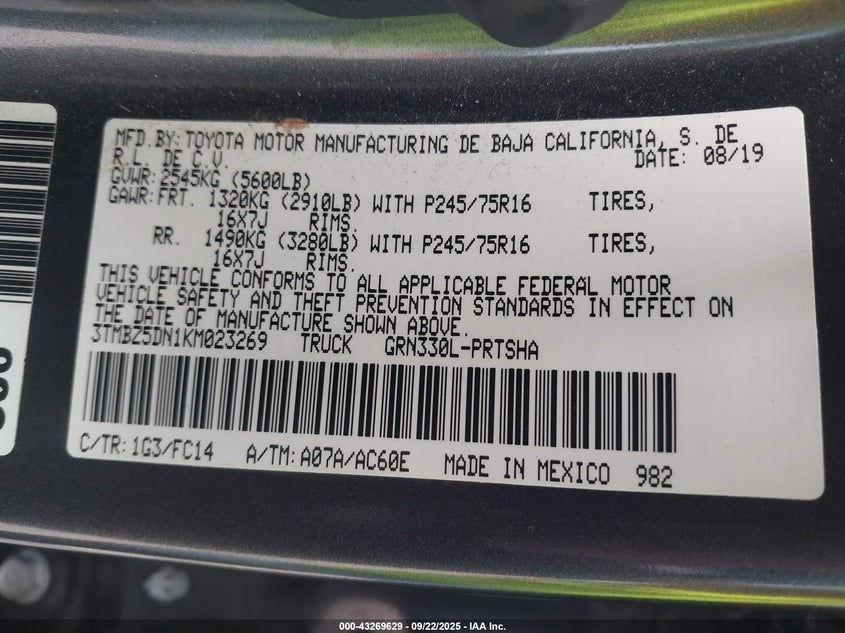 MFD.BY:TOYOTA MOTOR MANUFACTURING DE BAJA CALIFORNIA, S. DE
R.L. DE C.V. DATE: 08/19
GVWR:2545KG (5600LB)
GAWR:FRT. 1320KG (2910LB) WITH P245/75R16 TIRES,
16X7J RIMS.
RR. 1490KG (3280LB) WITH P245/75R16 TIRES,
16X7J RIMS.
THIS VEHICLE CONFORMS TO ALL APPLICABLE FEDERAL MOTOR
VEHICLE SAFETY AND THEFT PREVENTION STANDARDS IN EFFECT ON
THE DATE OF MANUFACTURE SHOWN ABOVE.
3TMBZ5DN1KM023269 TRUCK GRN330L-PRTSHA
C/TR:1G3/FC14 A/TM:A07A/AC60E MADE IN MEXICO 982
000-43269629 - 09/22/2025 - IAA Inc.